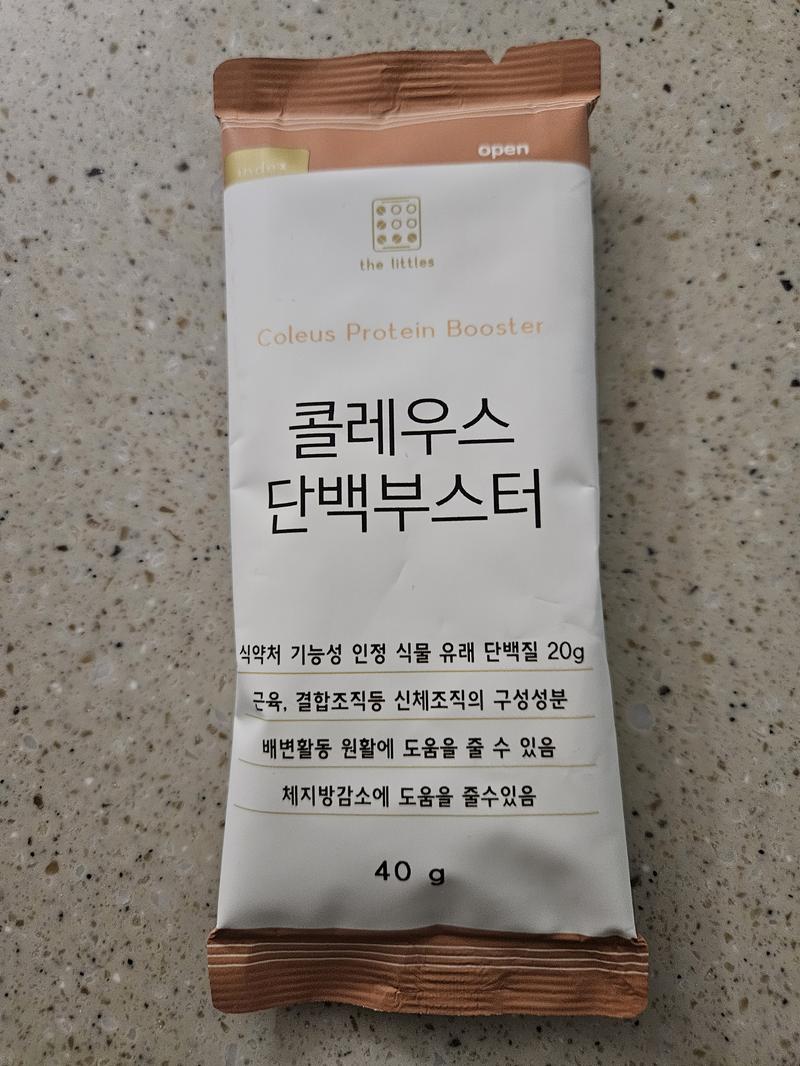 open
index
the littles
Coleus Protein Booster
콜레우스
단백부스터
식약처 기능성 인정 식물 유래 단백질 20g
근육, 결합조직등 신체조직의 구성성분
배변활동 원활에 도움을 줄 수 있음
체지방감소에 도움을 줄수있음
40 g